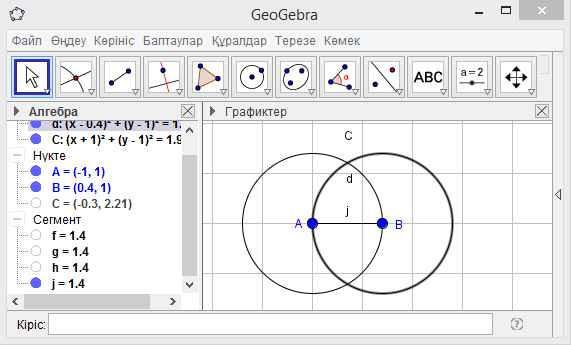 GeoGebra
Файл Өңдеу Көрініс Баптаулар Құралдар Терезе Көмек
α ABC a = 2
Алгебра
Графиктер
d: (x - 0.4)² + (y - 1)² = 1.
C: (x + 1)² + (y - 1)² = 1.9
Нүкте
A = (-1, 1)
B = (0.4, 1)
C = (-0.3, 2.21)
Сегмент
f = 1.4
g = 1.4
h = 1.4
j = 1.4
C
d
j
A B
Кіріс: